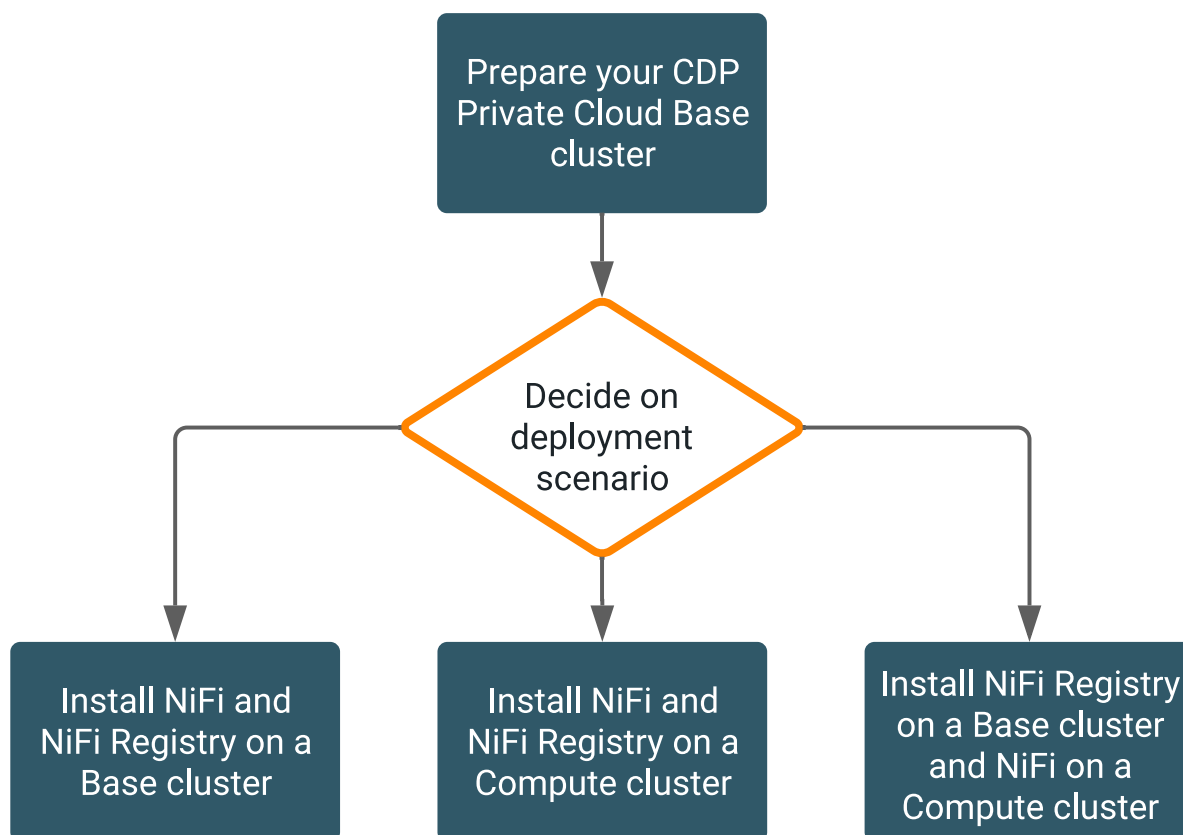 Prepare your CDP
Private Cloud Base
cluster
Decide on
deployment
scenario
Install NiFi and
NiFi Registry on a
Base cluster
Install NiFi and
NiFi Registry on a
Compute cluster
Install NiFi Registry
on a Base cluster
and NiFi on a
Compute cluster